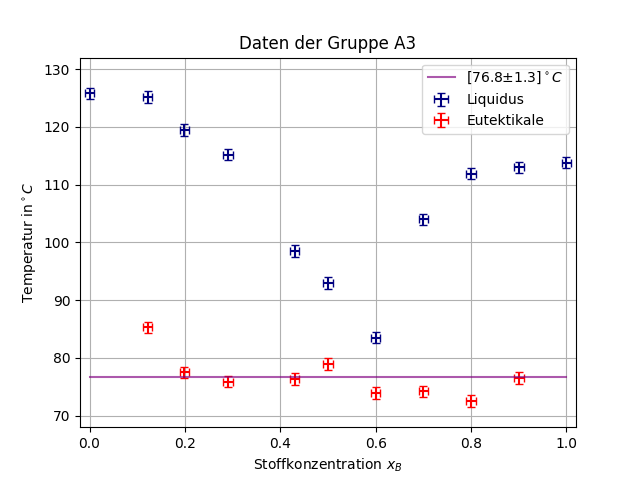 Daten der Gruppe A3
[76.8±1.3]°C
Liquidus
Eutektikale
Temperatur in°C
130
120
110
100
90
80
70
0.0 0.2 0.4 0.6 0.8 1.0
Stoffkonzentration x_B